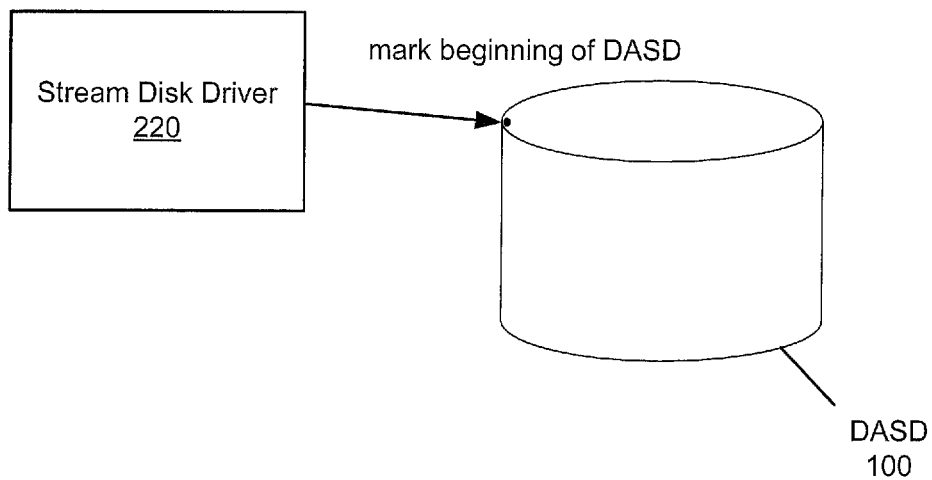 mark beginning of DASD
Stream Disk Driver
220
DASD
100